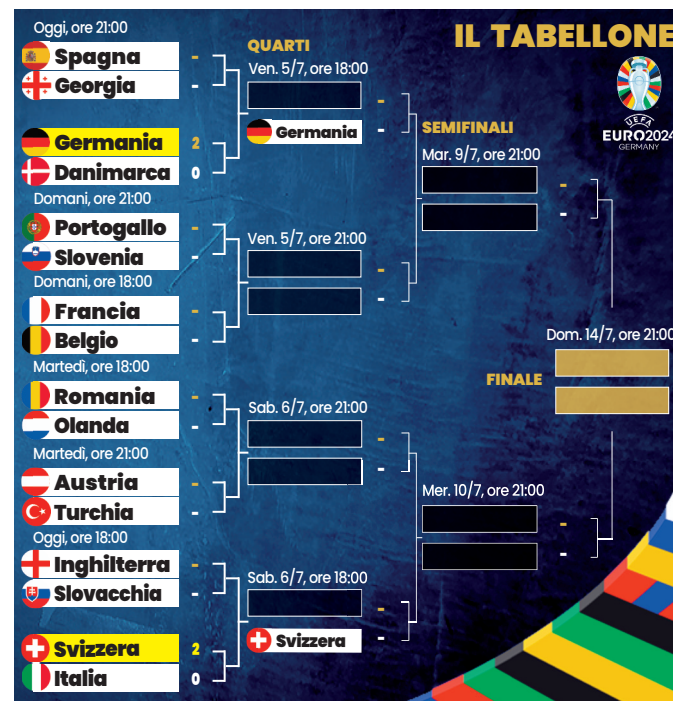 IL TABELLONE
UEFA
EURO2024
GERMANY
Oggi, ore 21:00
Spagna -
Georgia -
Germania 2
Danimarca 0
Domani, ore 21:00
Portogallo -
Slovenia -
Domani, ore 18:00
Francia -
Belgio -
Martedì, ore 18:00
Romania -
Olanda -
Martedì, ore 21:00
Austria -
Turchia -
Oggi, ore 18:00
Inghilterra -
Slovacchia -
Svizzera 2
Italia 0
QUARTI
Ven. 5/7, ore 18:00
-
Germania -
Ven. 5/7, ore 21:00
-
-
Sab. 6/7, ore 21:00
-
-
Sab. 6/7, ore 18:00
-
Svizzera -
SEMIFINALI
Mar. 9/7, ore 21:00
-
-
Mer. 10/7, ore 21:00
-
-
Dom. 14/7, ore 21:00
FINALE